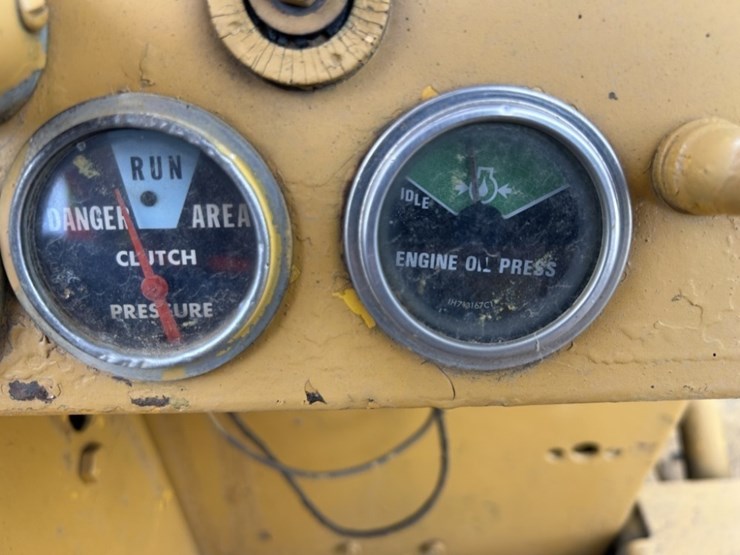 RUN
DANGER AREA
CLUTCH
PRESSURE
IDLE
ENGINE OIL PRESS